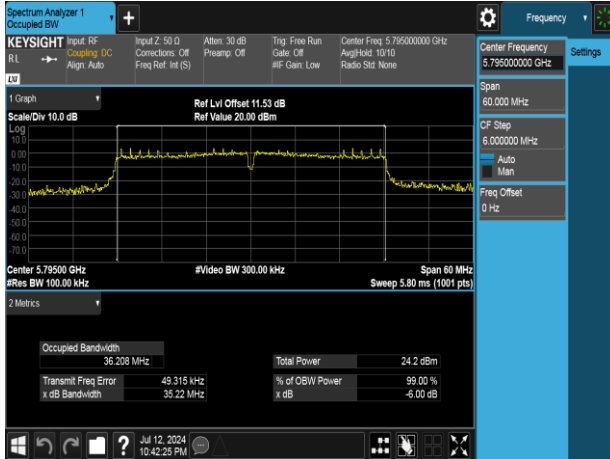 Spectrum Analyzer 1
Occupied BW
+
Frequency
KEYSIGHT
RL
Input: RF
Coupling: DC
Align: Auto
Input Z: 50 Ω
Corrections: Off
Freq Ref: Int (S)
Atten: 30 dB
Preamp: Off
Trig: Free Run
Gate: Off
#IF Gain: Low
Center Freq: 5.795000000 GHz
Avg|Hold: 10/10
Radio Std: None
LXI
Center Frequency
5.795000000 GHz
Settings
Span
60.000 MHz
CF Step
6.000000 MHz
Auto
Man
Freq Offset
0 Hz
1 Graph
Scale/Div 10.0 dB
Ref Lvl Offset 11.53 dB
Ref Value 20.00 dBm
Log
10.0
0.00
-10.0
-20.0
-30.0
-40.0
-50.0
-60.0
-70.0
Center 5.79500 GHz
#Res BW 100.00 kHz
#Video BW 300.00 kHz
Span 60 MHz
Sweep 5.80 ms (1001 pts)
2 Metrics
Occupied Bandwidth
36.208 MHz
Total Power 24.2 dBm
Transmit Freq Error 49.315 kHz
% of OBW Power 99.00 %
x dB Bandwidth 35.22 MHz
x dB -6.00 dB
?
Jul 12, 2024
10:42:25 PM